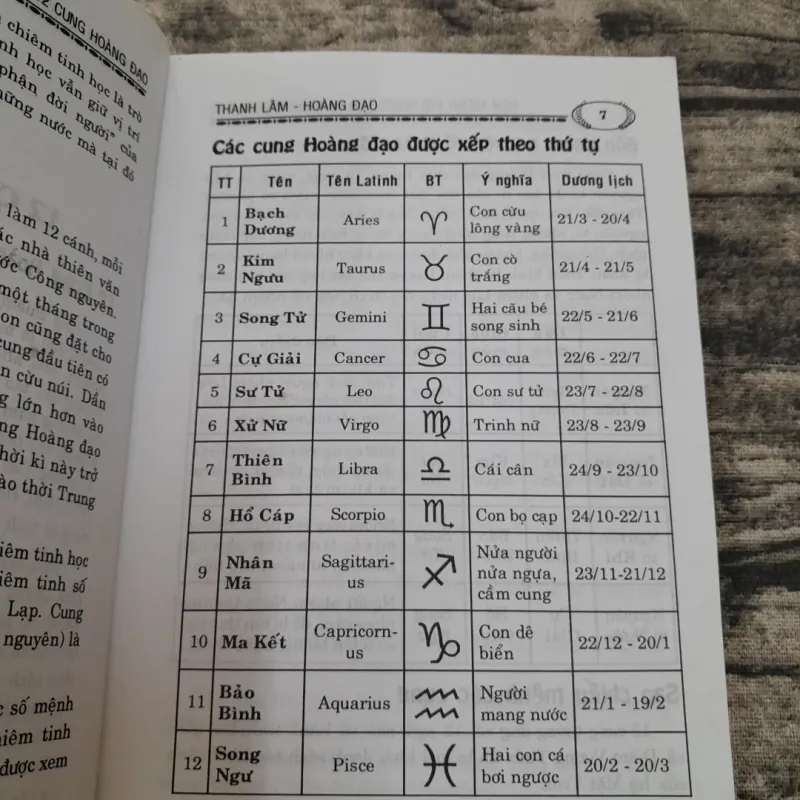 2 CUNG HOÀNG ĐẠO
chiêm tinh học là trò
học vẫn giữ vị trí
phận đời người" của
những nước mà tại đó
làm 12 cánh, mỗi
các nhà thiên văn
Công nguyên.
một tháng trong
con cũng đặt cho
cung đầu tiên có
cừu núi. Dần
lớn hơn vào
Hoàng đạo
thời kì này trở
vào thời Trung
chiêm tinh học
tinh số
Lạp. Cung
nguyên) là
số mệnh
chiêm tinh
được xem
THANH LÂM - HOÀNG ĐẠO
7
Các cung Hoàng đạo được xếp theo thứ tự
TT Tên Tên Latinh BT Ý nghĩa Dương lịch
1 Bạch Dương Aries ♈ Con cừu lông vàng 21/3 - 20/4
2 Kim Ngưu Taurus ♉ Con cò trắng 21/4 - 21/5
3 Song Tử Gemini ♊ Hai cãu bé song sinh 22/5 - 21/6
4 Cự Giải Cancer ♋ Con cua 22/6 - 22/7
5 Sư Tử Leo ♌ Con sư tử 23/7 - 22/8
6 Xử Nữ Virgo ♍ Trinh nữ 23/8 - 23/9
7 Thiên Bình Libra ♎ Cái cân 24/9 - 23/10
8 Hổ Cáp Scorpio ♏ Con bọ cạp 24/10-22/11
9 Nhân Mã Sagittari-us ♐ Nửa người nửa ngựa, cầm cung 23/11-21/12
10 Ma Kết Capricorn-us ♑ Con dê biển 22/12 - 20/1
11 Bảo Bình Aquarius ♒ Người mang nước 21/1 - 19/2
12 Song Ngư Pisce ♓ Hai con cá bơi ngược 20/2 - 20/3